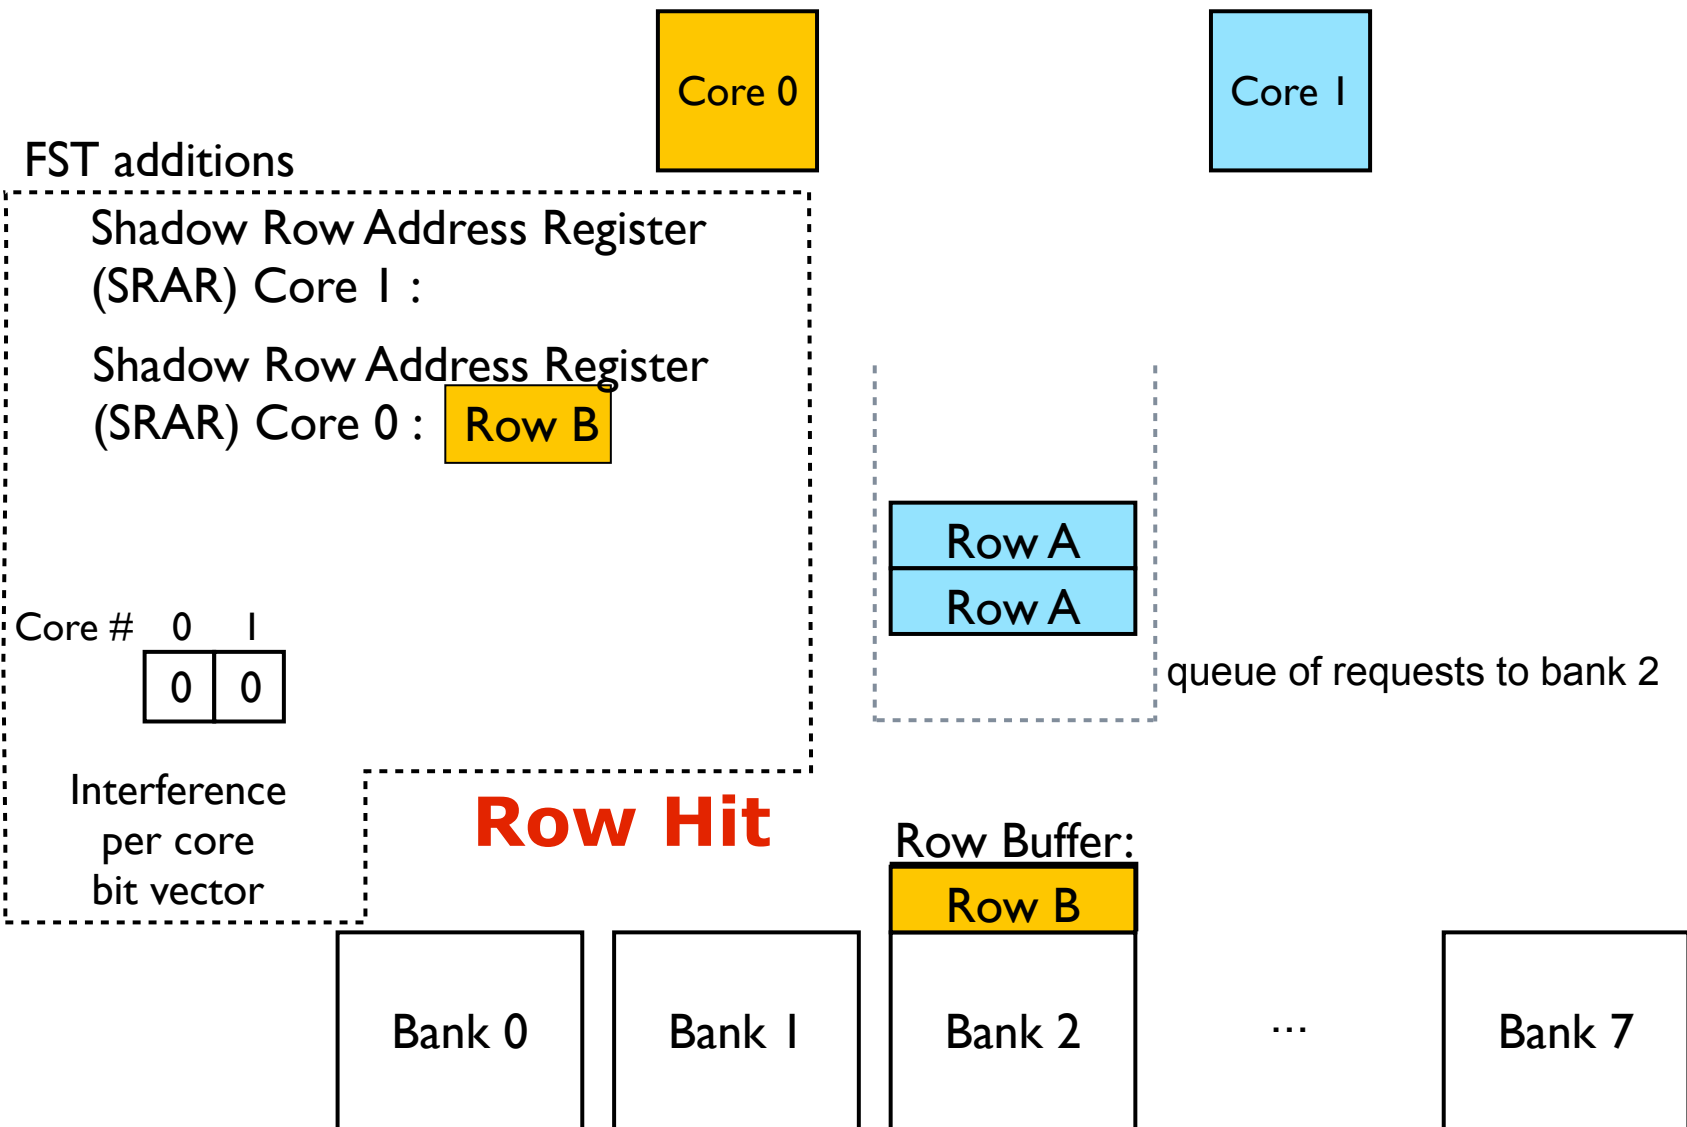 Core 0
Core 1
FST additions
Shadow Row Address Register
(SRAR) Core 1 :
Shadow Row Address Register
(SRAR) Core 0 :
Row B
Row A
Row A
Core # 0 1
0 0
queue of requests to bank 2
Interference
per core
bit vector
Row Hit
Row Buffer:
Row B
Bank 0
Bank 1
Bank 2
...
Bank 7